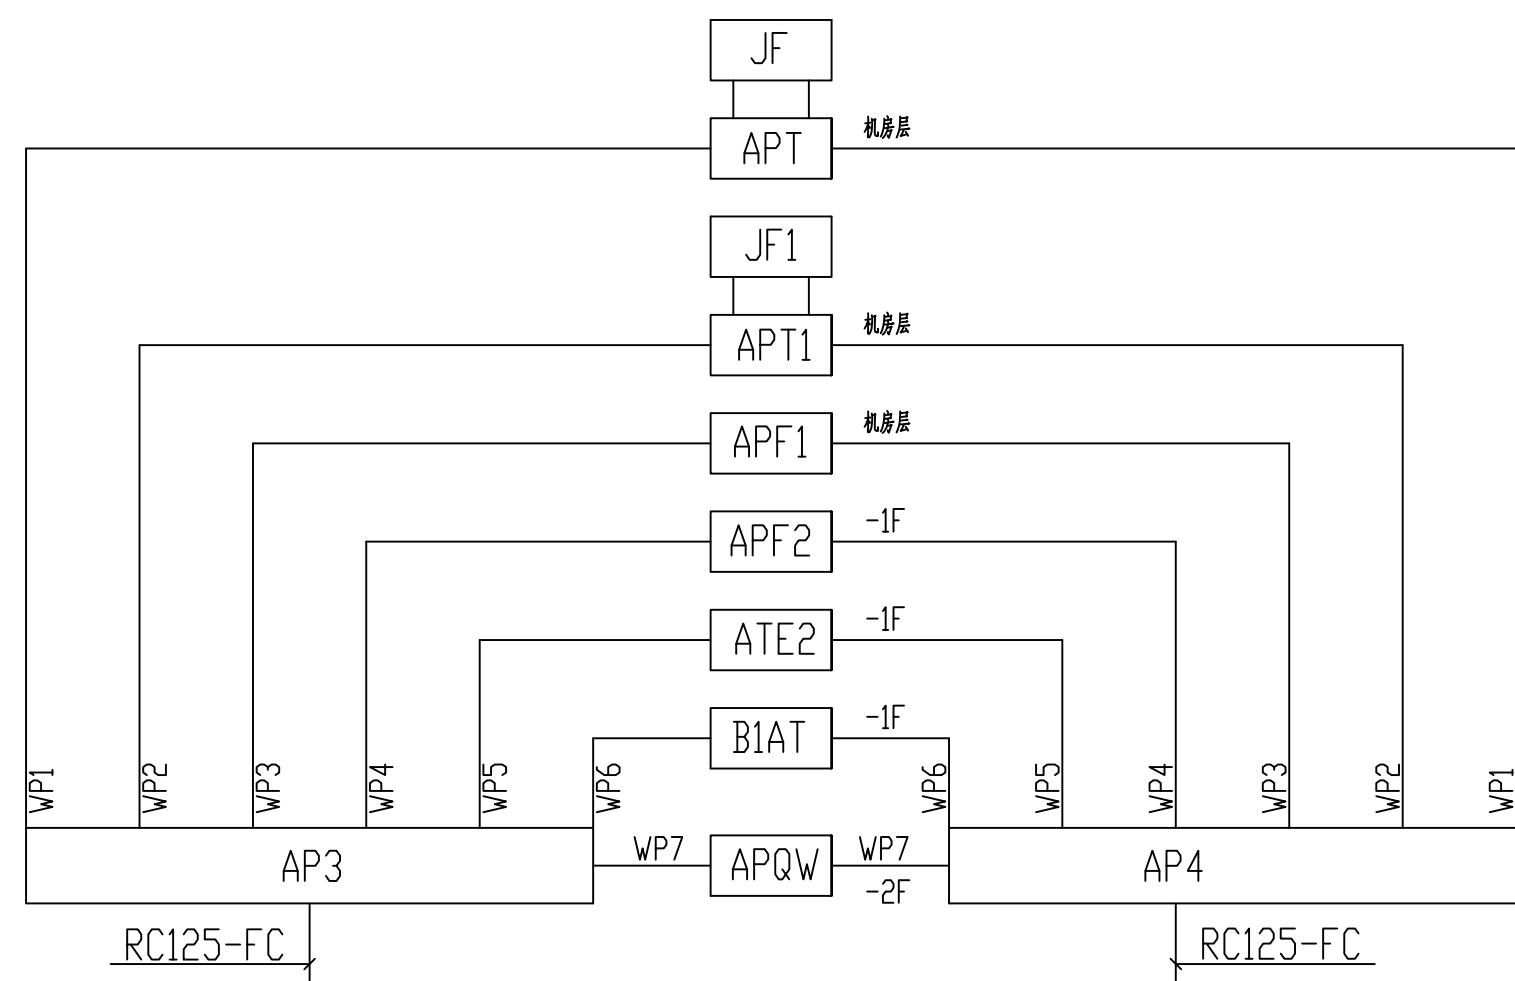 JF
APT
机房层
JF1
APT1
机房层
APF1
机房层
APF2
-1F
ATE2
-1F
B1AT
-1F
WP1
WP2
WP3
WP4
WP5
WP6
WP6
WP5
WP4
WP3
WP2
WP1
AP3
WP7
APQW
WP7
-2F
AP4
RC125-FC
RC125-FC